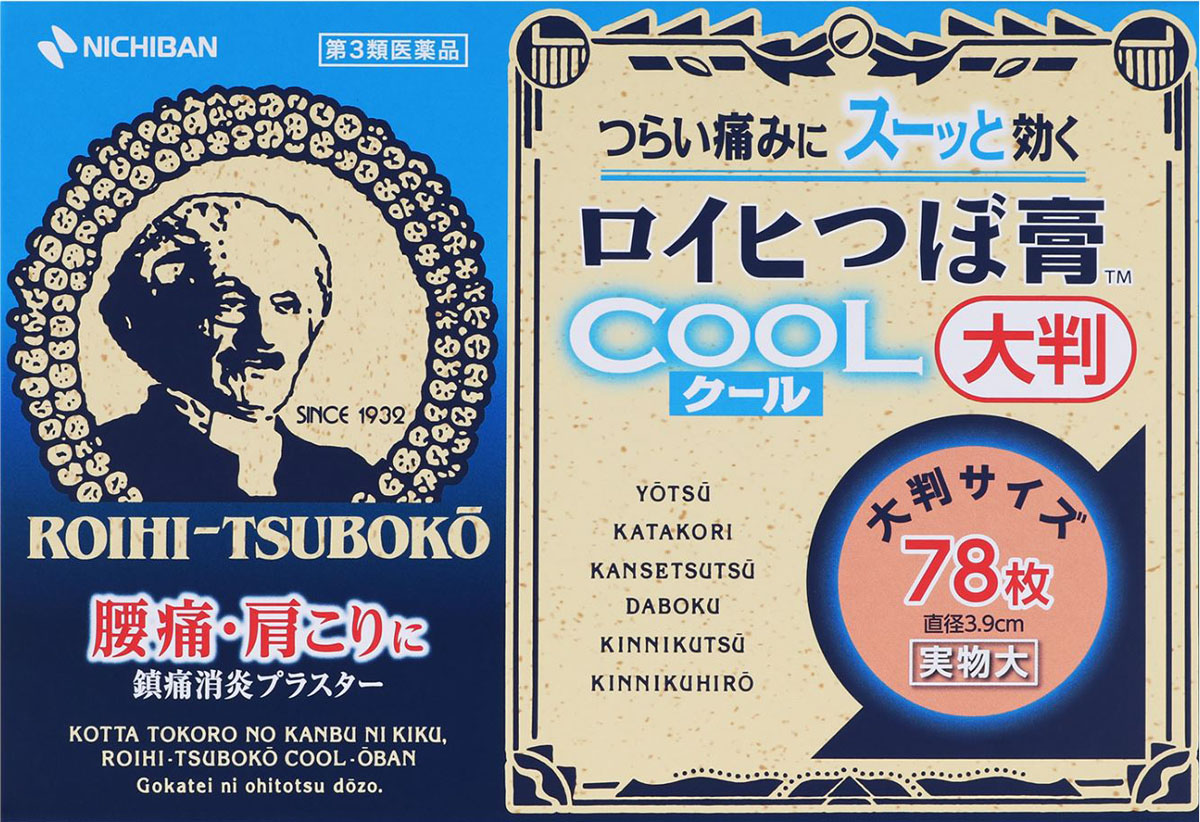 NICHIBAN
第3類医薬品
SINCE 1932
ROIHI-TSUBOKŌ
腰痛・肩こりに
鎮痛消炎プラスター
KOTTA TOKORO NO KANBU NI KIKU,
ROIHI-TSUBOKŌ COOL-ŌBAN
Gokatei ni ohitotsu dōzo.
つらい痛みに スーッと効く
ロイヒつぼ膏™
COOL
クール
大判
YŌTSŪ
KATAKORI
KANSETSUTSŪ
DABOKU
KINNIKUTSŪ
KINNIKUHIRŌ
大判サイズ
78枚
直径3.9cm
実物大